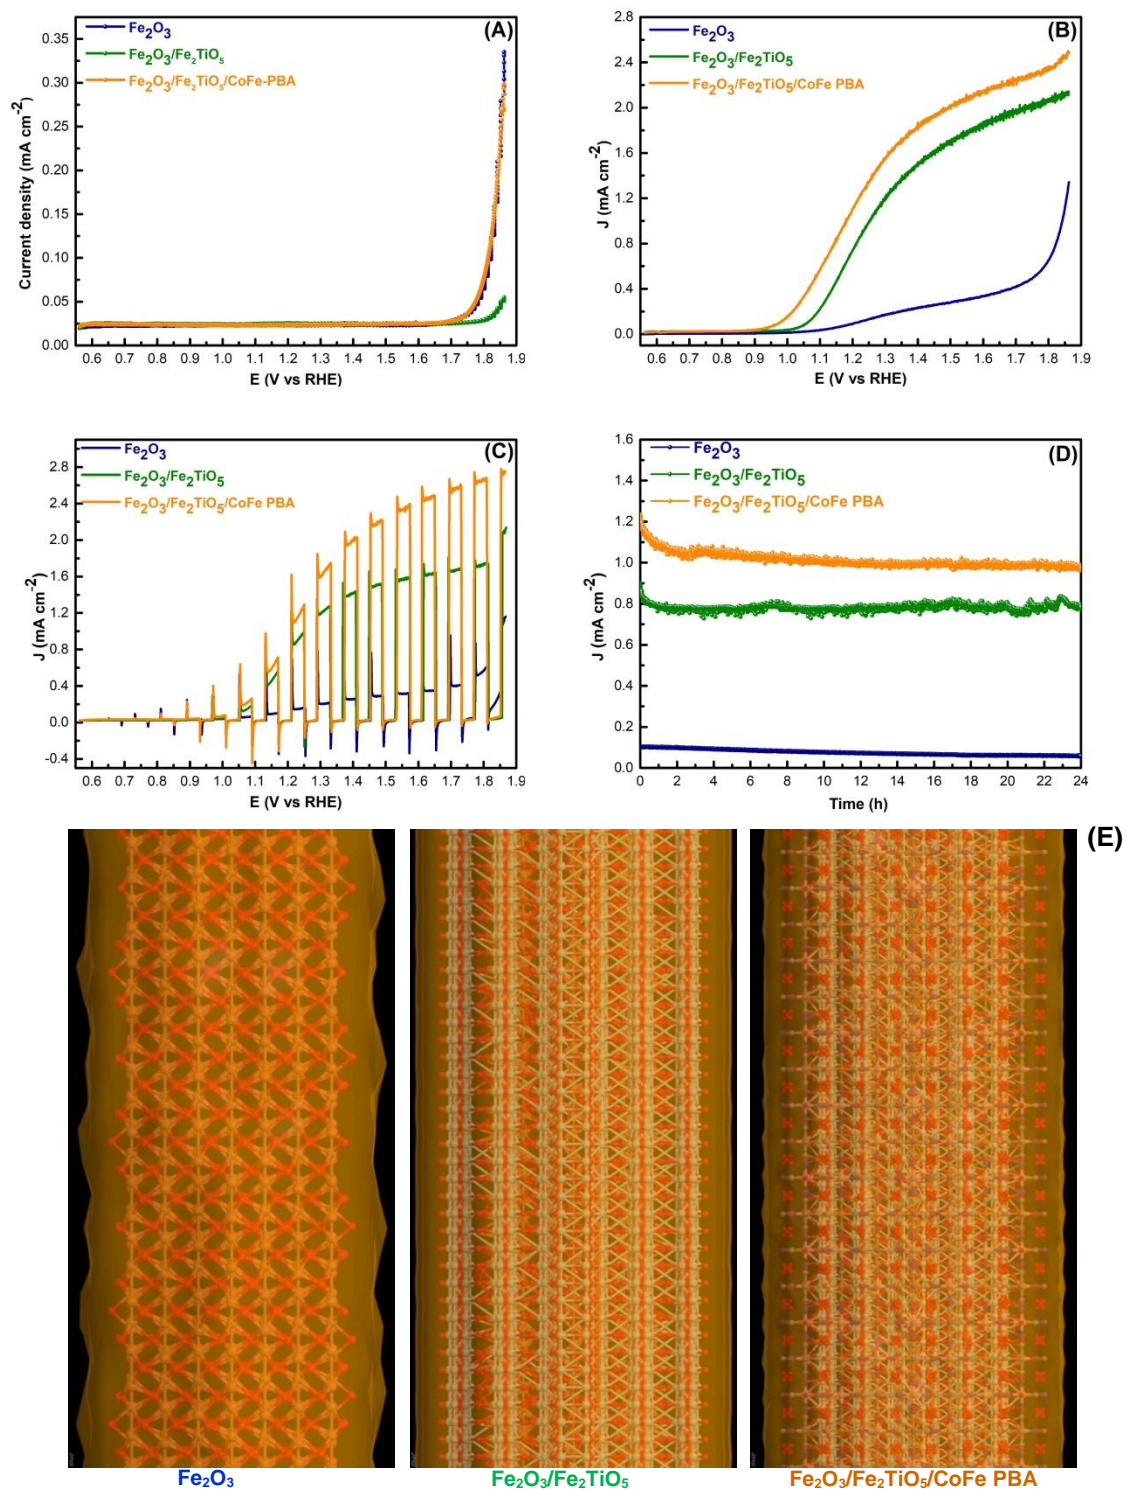 (A)
Fe₂O₃
Fe₂O₃/Fe₂TiO₅
Fe₂O₃/Fe₂TiO₅/CoFe-PBA
Current density (mA cm⁻²)
0.35
0.30
0.25
0.20
0.15
0.10
0.05
0.00
0.6 0.7 0.8 0.9 1.0 1.1 1.2 1.3 1.4 1.5 1.6 1.7 1.8 1.9
E (V vs RHE)
(B)
Fe₂O₃
Fe₂O₃/Fe₂TiO₅
Fe₂O₃/Fe₂TiO₅/CoFe PBA
J (mA cm⁻²)
2.8
2.4
2.0
1.6
1.2
0.8
0.4
0.0
0.6 0.7 0.8 0.9 1.0 1.1 1.2 1.3 1.4 1.5 1.6 1.7 1.8 1.9
E (V vs RHE)
(C)
Fe₂O₃
Fe₂O₃/Fe₂TiO₅
Fe₂O₃/Fe₂TiO₅/CoFe PBA
J (mA cm⁻²)
2.8
2.4
2.0
1.6
1.2
0.8
0.4
0.0
-0.4
0.6 0.7 0.8 0.9 1.0 1.1 1.2 1.3 1.4 1.5 1.6 1.7 1.8 1.9
E (V vs RHE)
(D)
Fe₂O₃
Fe₂O₃/Fe₂TiO₅
Fe₂O₃/Fe₂TiO₅/CoFe PBA
J (mA cm⁻²)
1.6
1.4
1.2
1.0
0.8
0.6
0.4
0.2
0.0
0 2 4 6 8 10 12 14 16 18 20 22 24
Time (h)
(E)
Fe₂O₃
Fe₂O₃/Fe₂TiO₅
Fe₂O₃/Fe₂TiO₅/CoFe PBA